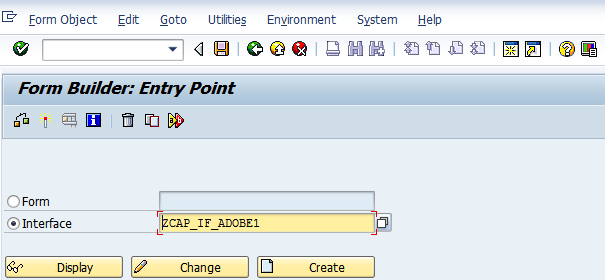 Form Object Edit Goto Utilities Environment System Help
Form Builder: Entry Point
Form
Interface ZCAP_IF_ADOBE1
Display Change Create